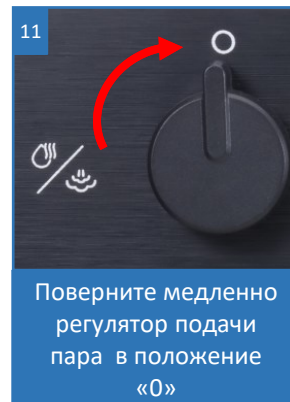 11
Поверните медленно
регулятор подачи
пара в положение
«0»